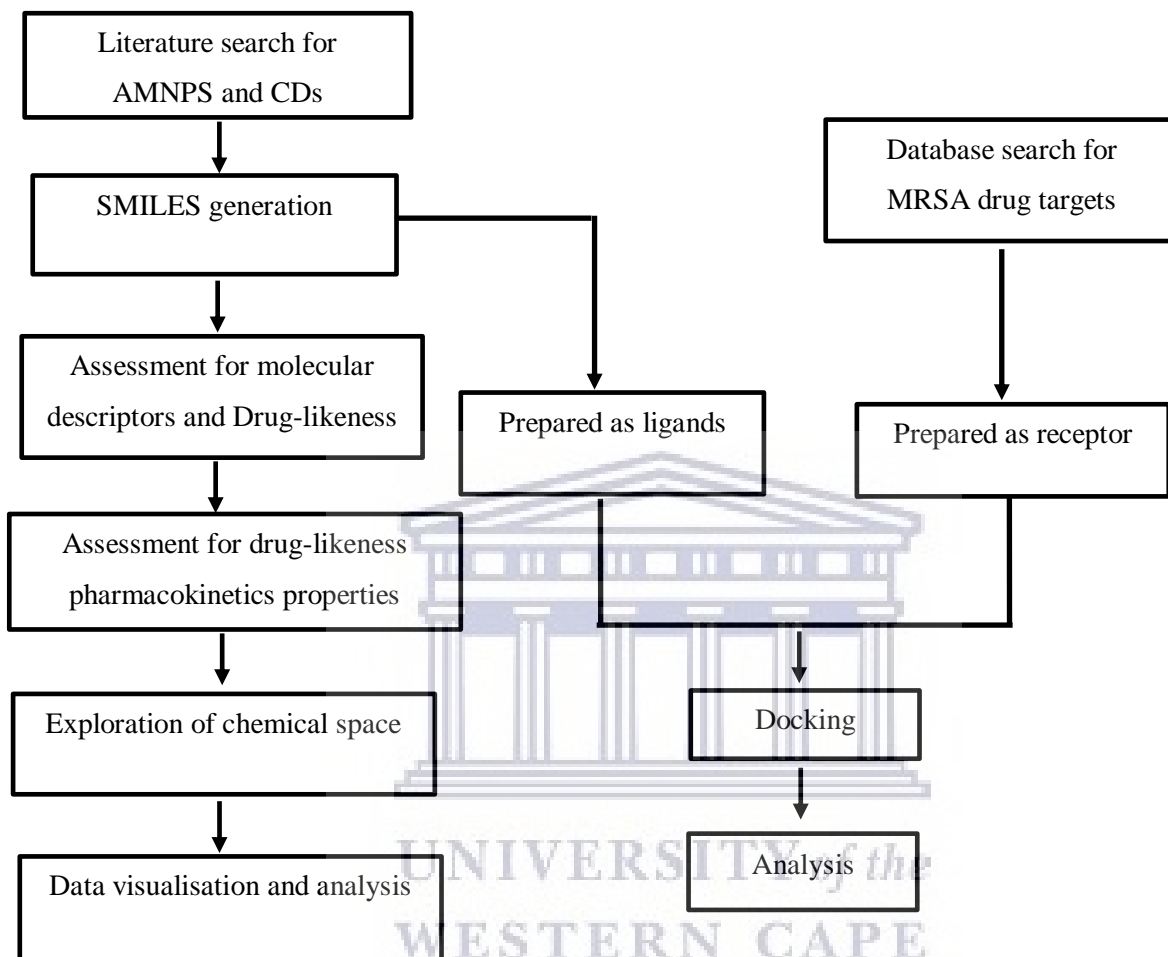 Literature search for
AMNPS and CDs
SMILES generation
Database search for
MRSA drug targets
Assessment for molecular
descriptors and Drug-likeness
Prepared as ligands
Prepared as receptor
Assessment for drug-likeness
pharmacokinetics properties
Exploration of chemical space
Docking
Data visualisation and analysis
Analysis
UNIVERSITY of the
WESTERN CAPE